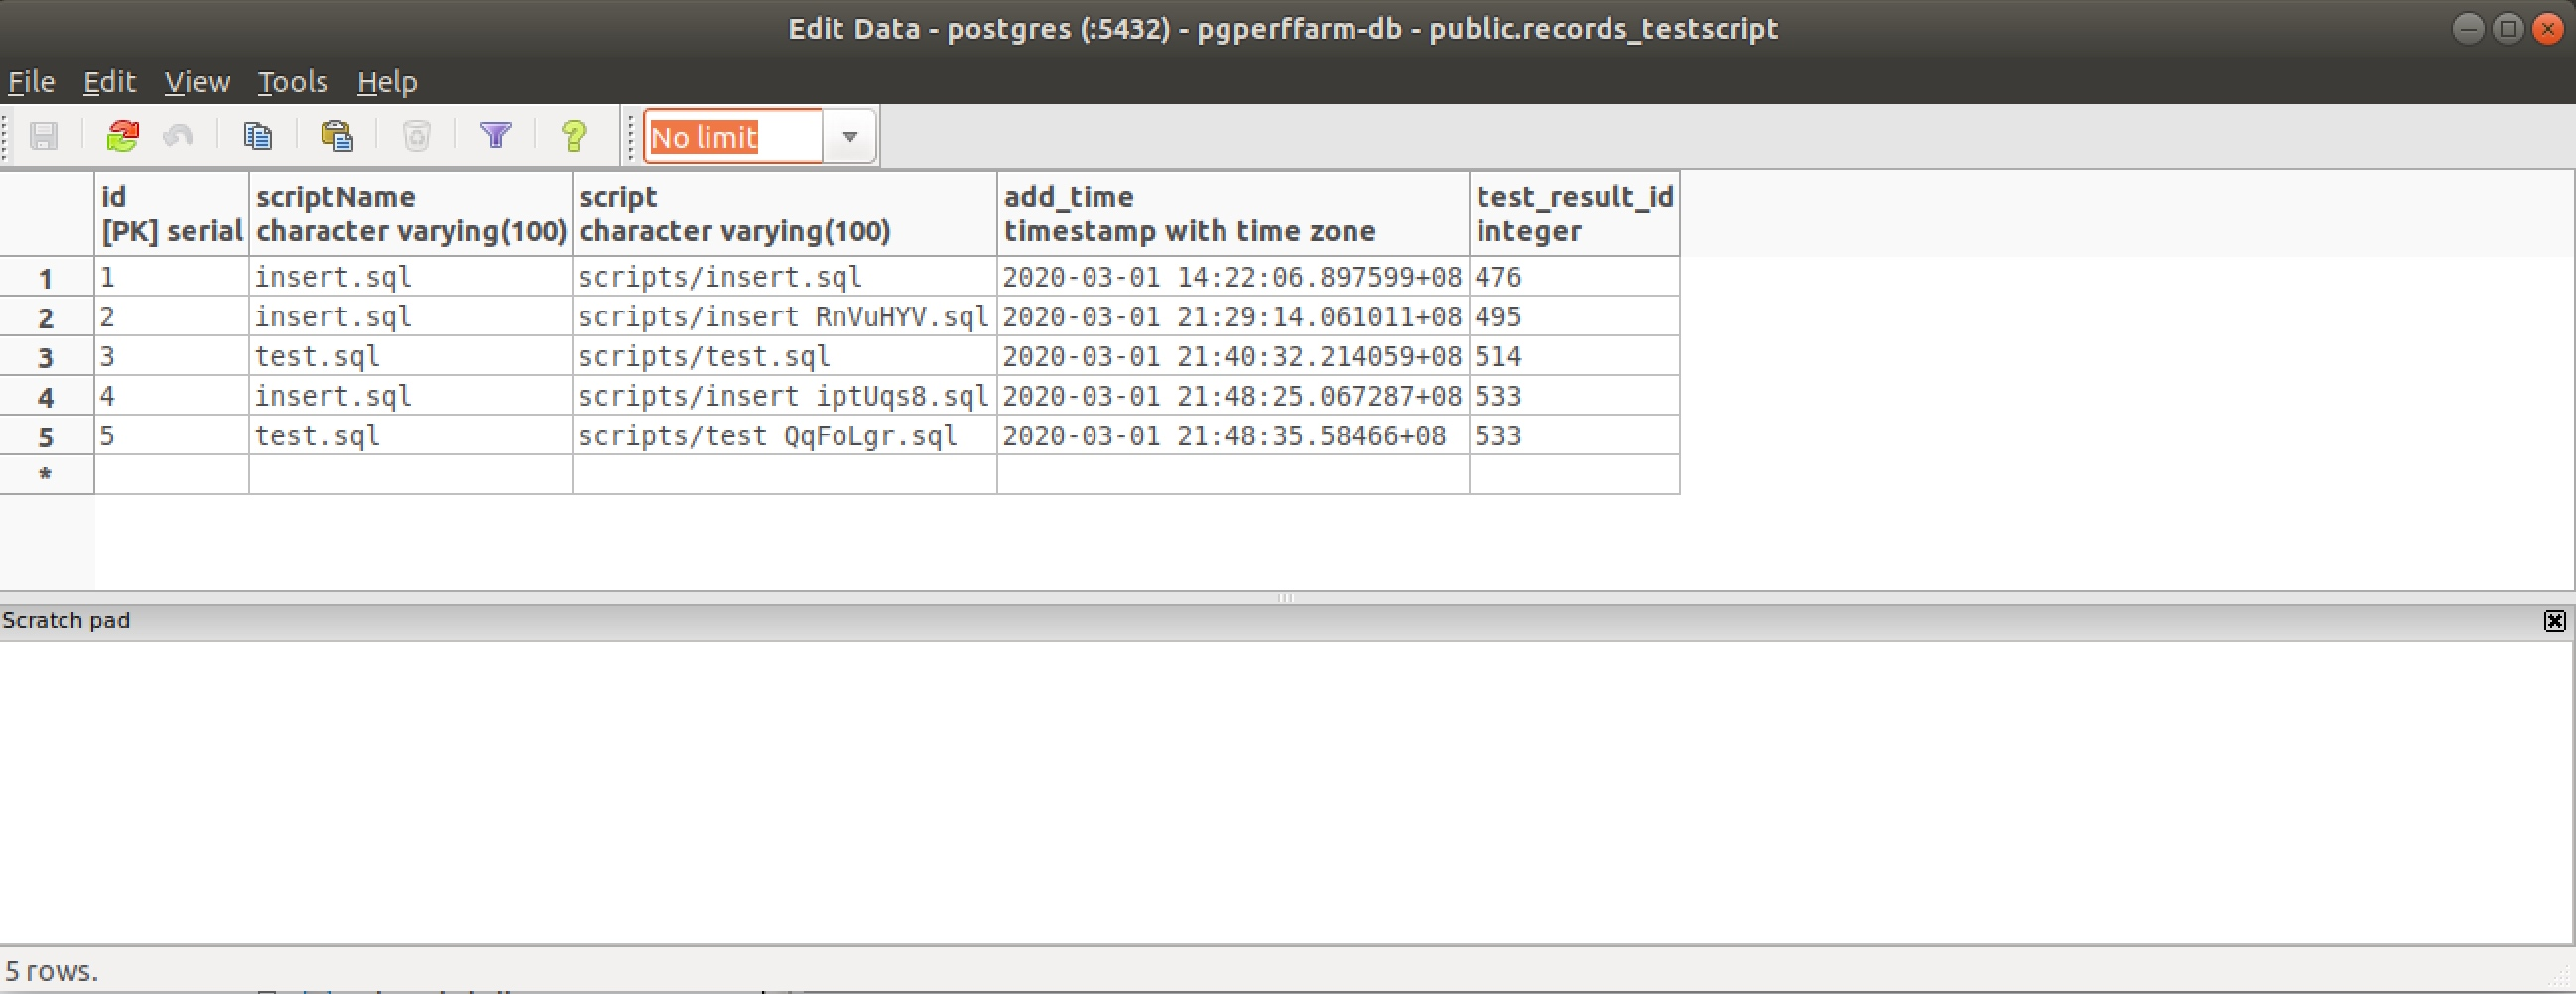 Edit Data - postgres (:5432) - pgperffarm-db - public.records_testscript
File Edit View Tools Help
No limit
id scriptName script add_time test_result_id
[PK] serial character varying(100) character varying(100) timestamp with time zone integer
1 1 insert.sql scripts/insert.sql 2020-03-01 14:22:06.897599+08 476
2 2 insert.sql scripts/insert_RnVuHYV.sql 2020-03-01 21:29:14.061011+08 495
3 3 test.sql scripts/test.sql 2020-03-01 21:40:32.214059+08 514
4 4 insert.sql scripts/insert_iptUqs8.sql 2020-03-01 21:48:25.067287+08 533
5 5 test.sql scripts/test_QqFoLgr.sql 2020-03-01 21:48:35.58466+08 533
*
Scratch pad
5 rows.